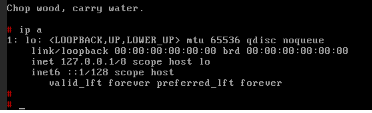 Chop wood, carry water.
# ip a
1: lo: <LOOPBACK,UP,LOWER_UP> mtu 65536 qdisc noqueue
link/loopback 00:00:00:00:00:00 brd 00:00:00:00:00:00
inet 127.0.0.1/8 scope host lo
inet6 ::1/128 scope host
valid_lft forever preferred_lft forever
#
# _